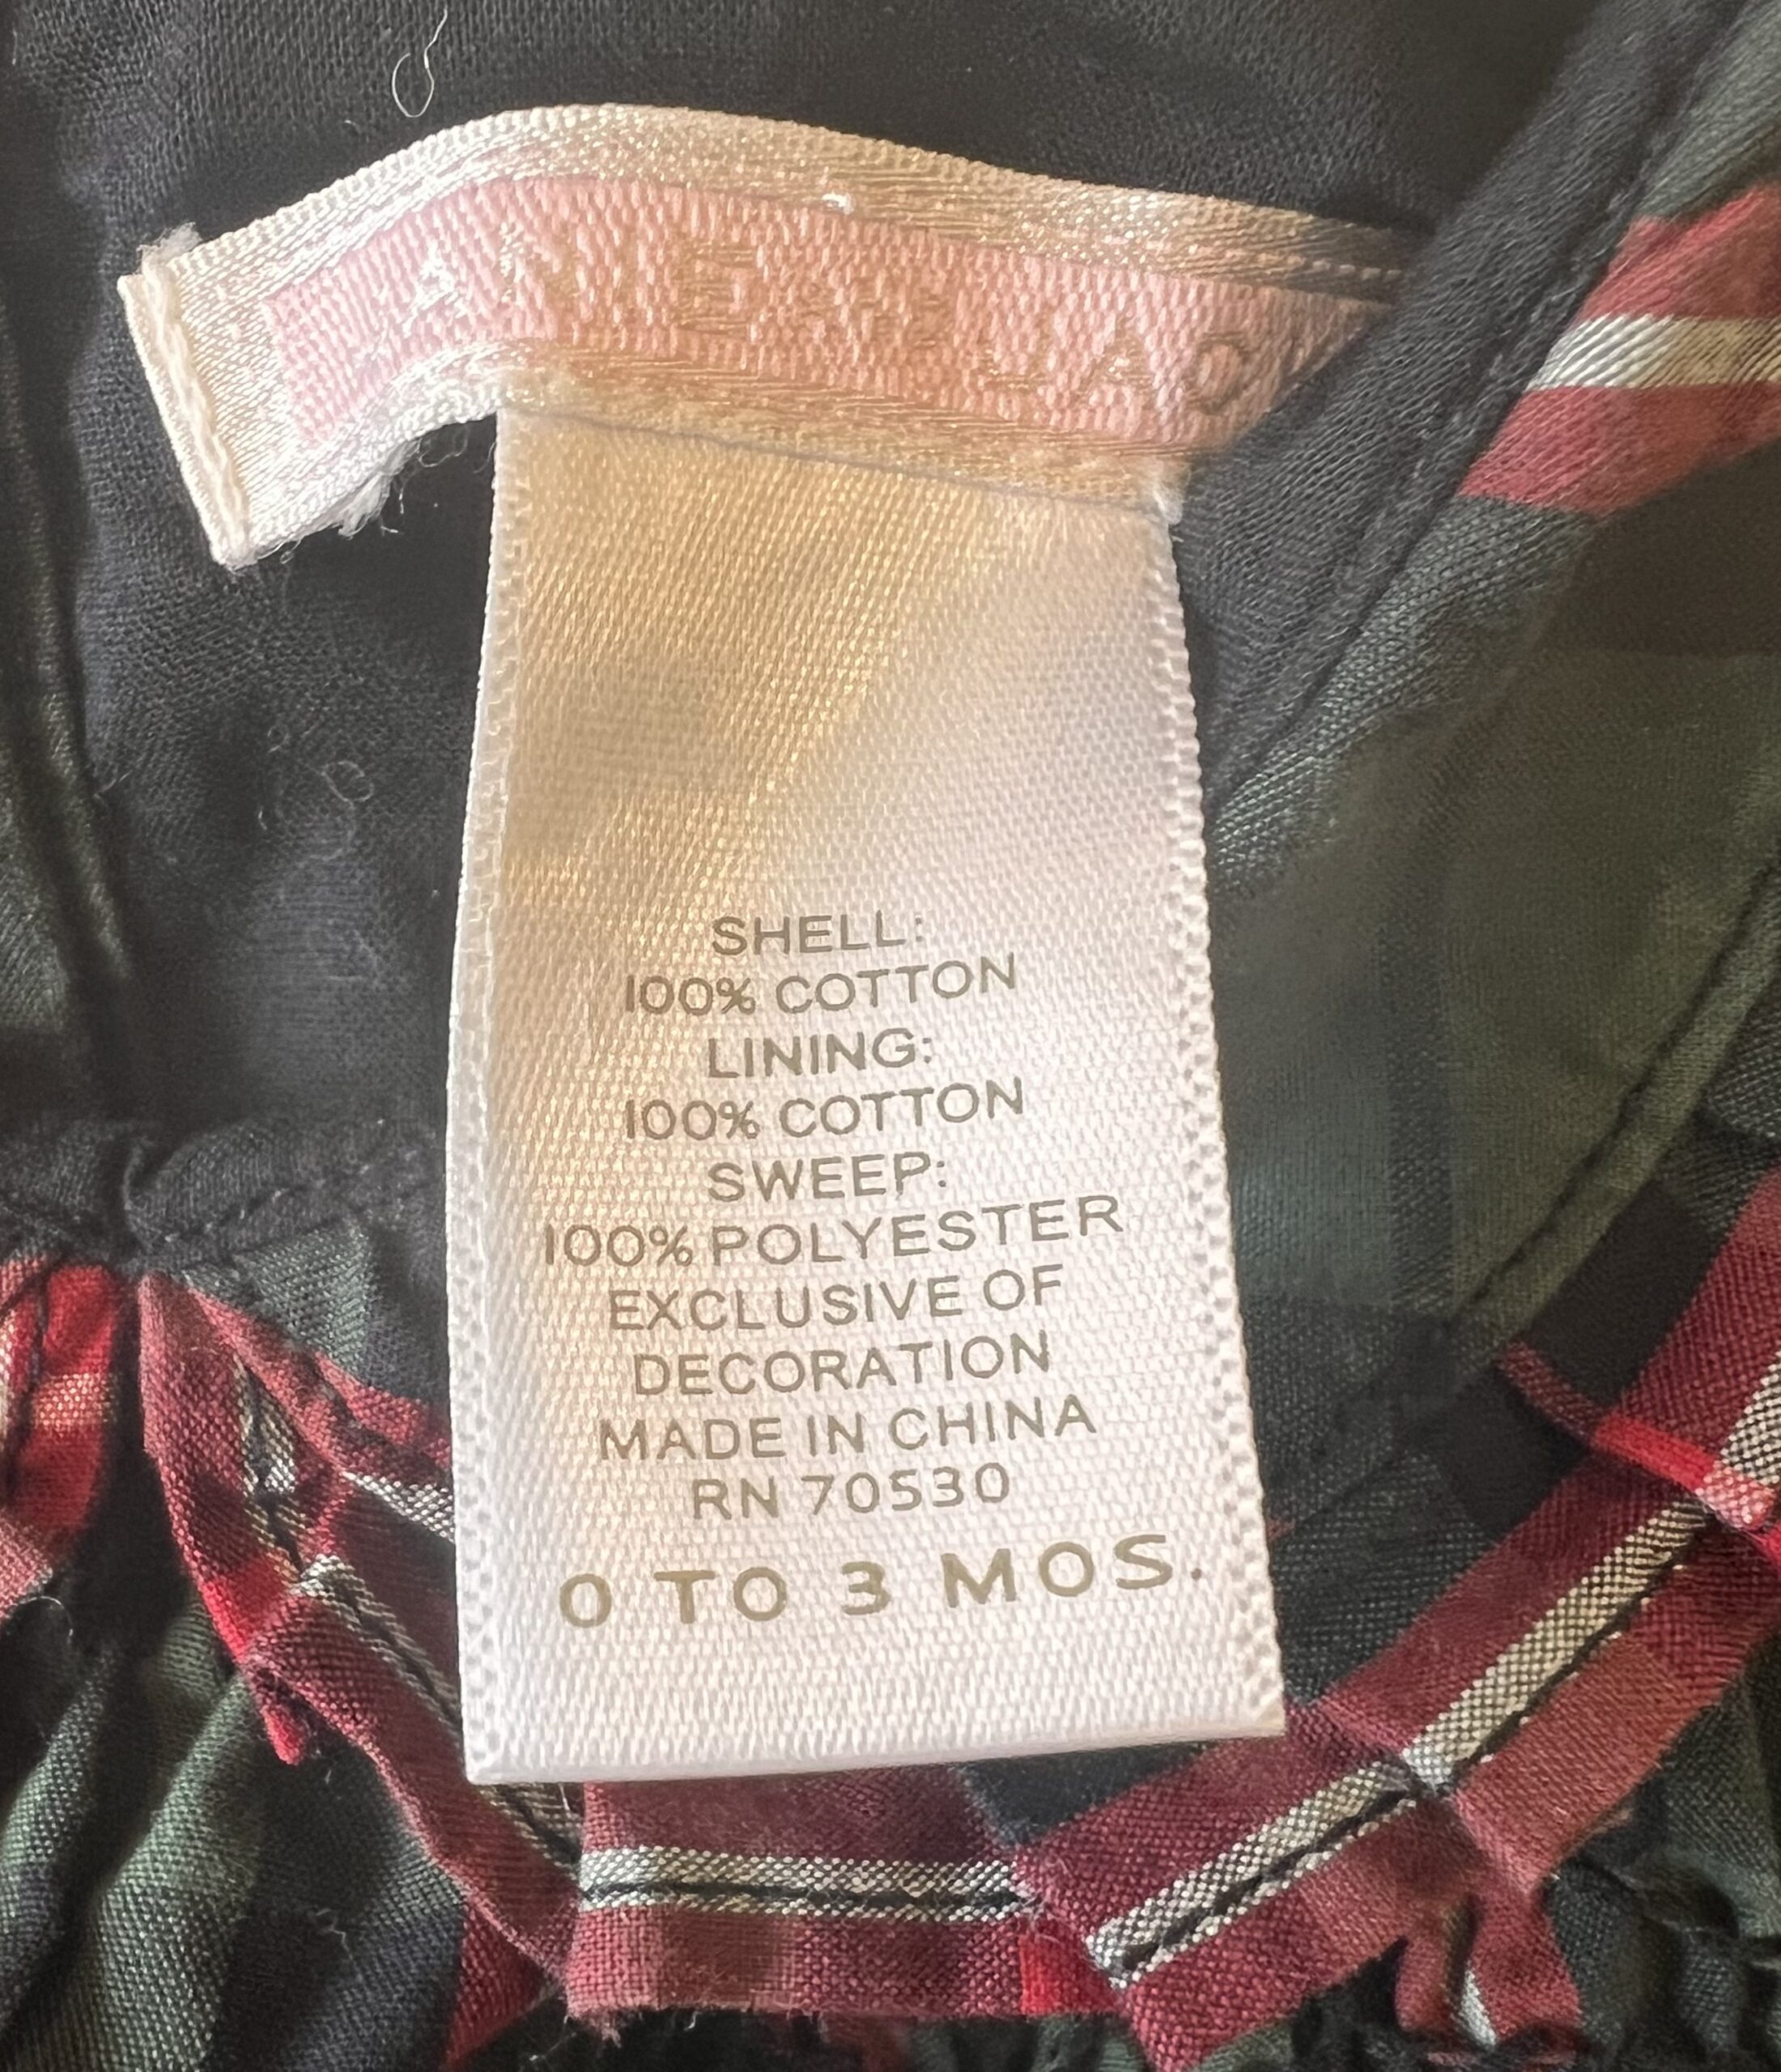 SHELL:
100% COTTON
LINING:
100% COTTON
SWEEP:
100% POLYESTER
EXCLUSIVE OF
DECORATION
MADE IN CHINA
RN 70530
0 TO 3 MOS.